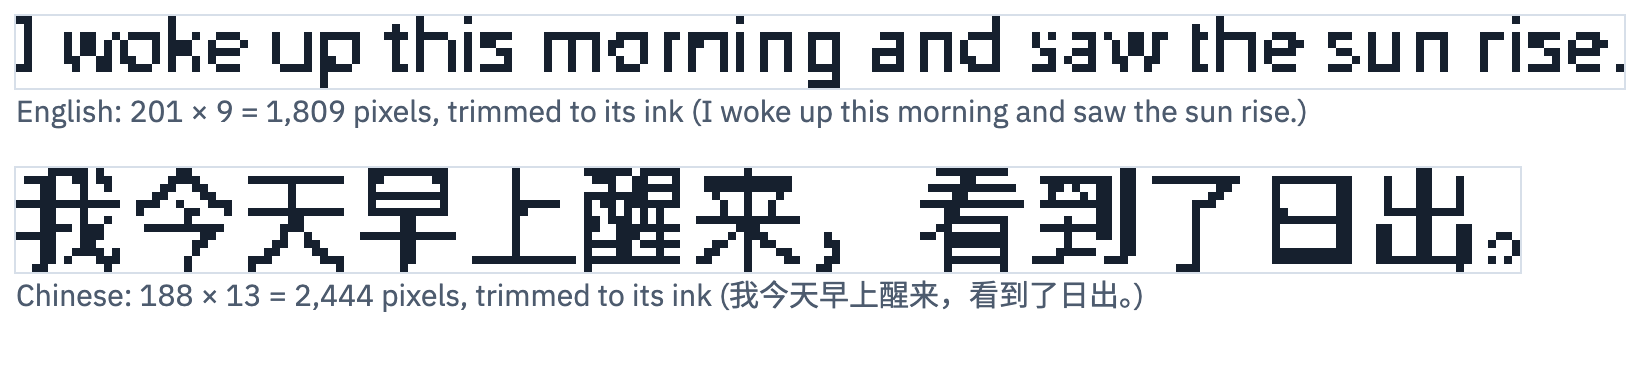 I woke up this morning and saw the sun rise.
English: 201 × 9 = 1,809 pixels, trimmed to its ink (I woke up this morning and saw the sun rise.)
我今天早上醒来，看到了日出。
Chinese: 188 × 13 = 2,444 pixels, trimmed to its ink (我今天早上醒来，看到了日出。)